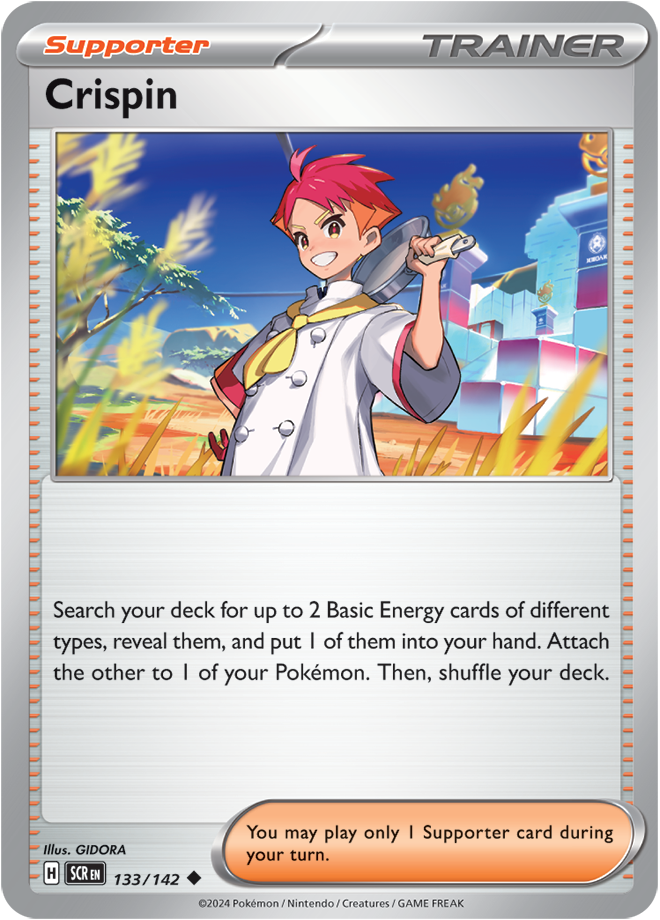 Supporter
TRAINER
Crispin
Search your deck for up to 2 Basic Energy cards of different
types, reveal them, and put 1 of them into your hand. Attach
the other to 1 of your Pokémon. Then, shuffle your deck.
You may play only 1 Supporter card during
your turn.
Illus. GIDORA
H SCR EN 133/142
©2024 Pokémon / Nintendo / Creatures / GAME FREAK